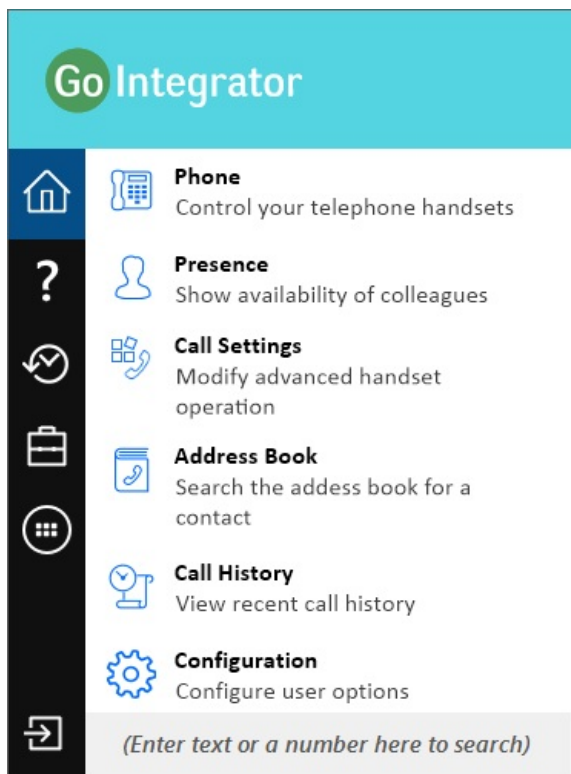 Go Integrator
Phone
Control your telephone handsets
?
Presence
Show availability of colleagues
Call Settings
Modify advanced handset
operation
Address Book
Search the addess book for a
contact
Call History
View recent call history
Configuration
Configure user options
(Enter text or a number here to search)